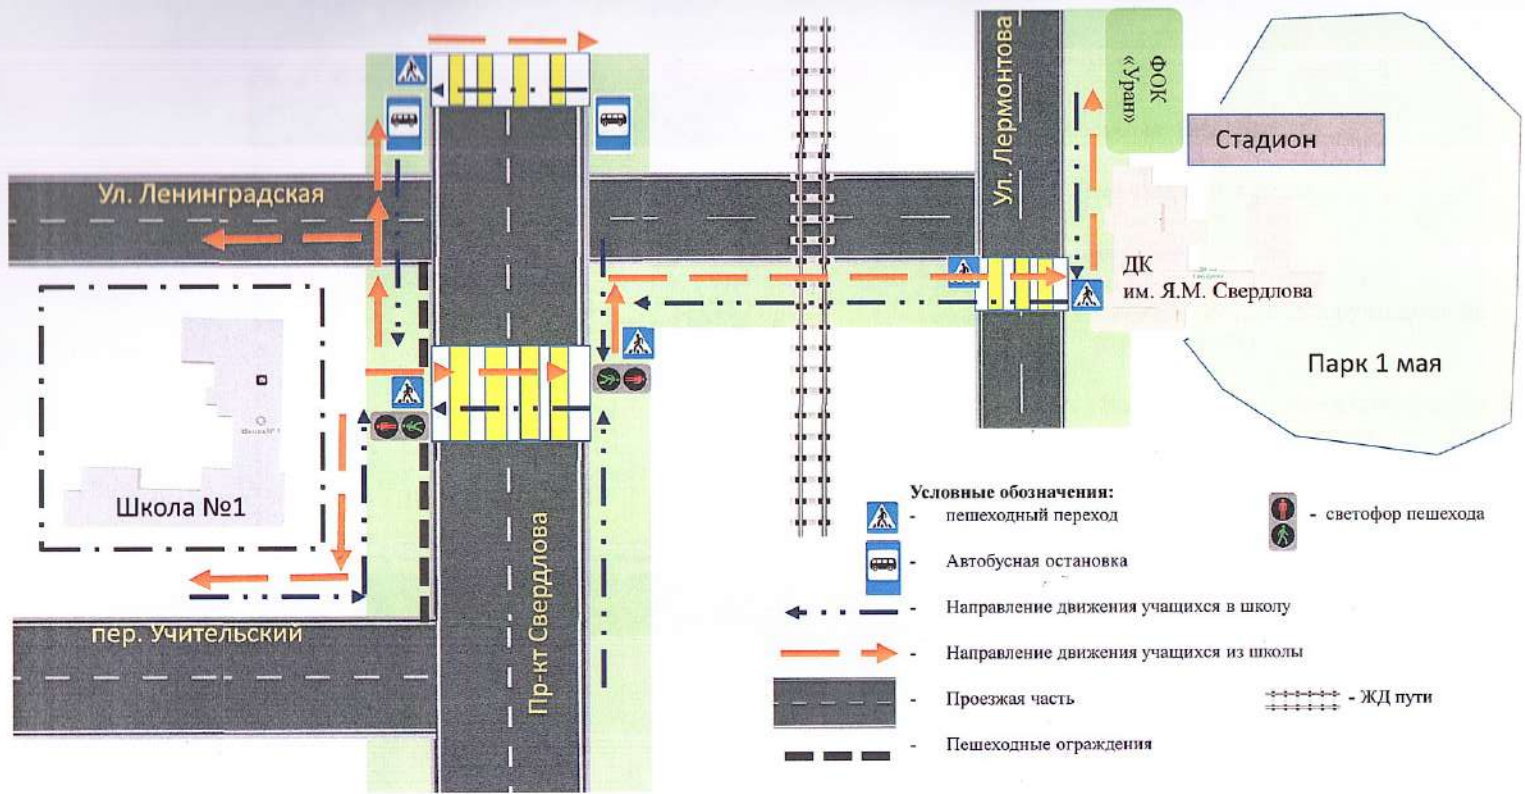 Ул. Ленинградская
Ул. Лермонтова
ФОК
«Уран»
Стадион
ДК
им. Я.М. Свердлова
Парк 1 мая
Школа №1
пер. Учительский
Пр-кт Свердлова
Условные обозначения:
- пешеходный переход
- светофор пешехода
- Автобусная остановка
- Направление движения учащихся в школу
- Направление движения учащихся из школы
- Проезжая часть
- ЖД пути
- Пешеходные ограждения